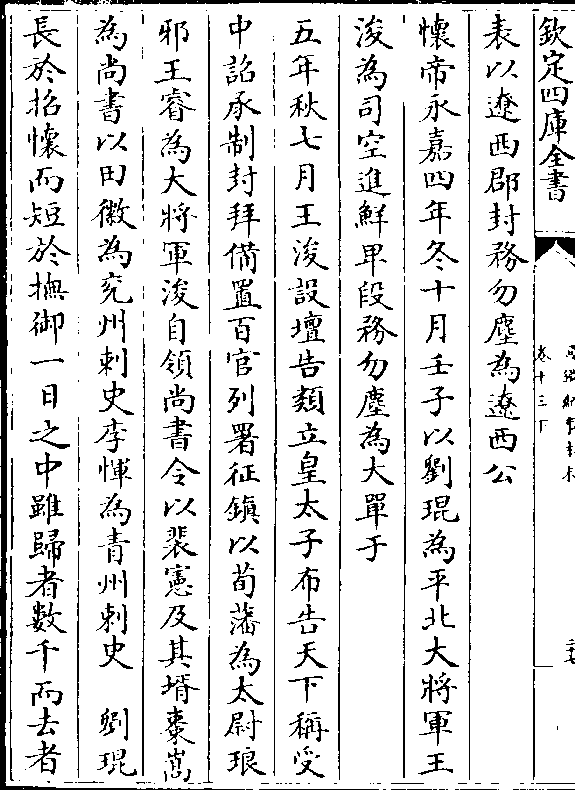 欽定四庫全書
卷十三下
表以遼西郡封務勿塵為遼西公
懷帝永嘉四年冬十月壬子以劉琨為平北大將軍王
浚為司空進鮮卑段務勿塵為大單于
五年秋七月王浚設壇告類立皇太子布告天下稱受
中詔承制封拜備置百官列署征鎮以荀藩為太尉琅
邪王睿為大將軍浚自領尚書令以裴憲及其壻棗嵩
為尚書以田徽為兖州刺史李惲為青州刺史　劉琨
長於招懷而短於撫御一日之中雖歸者數千而去者